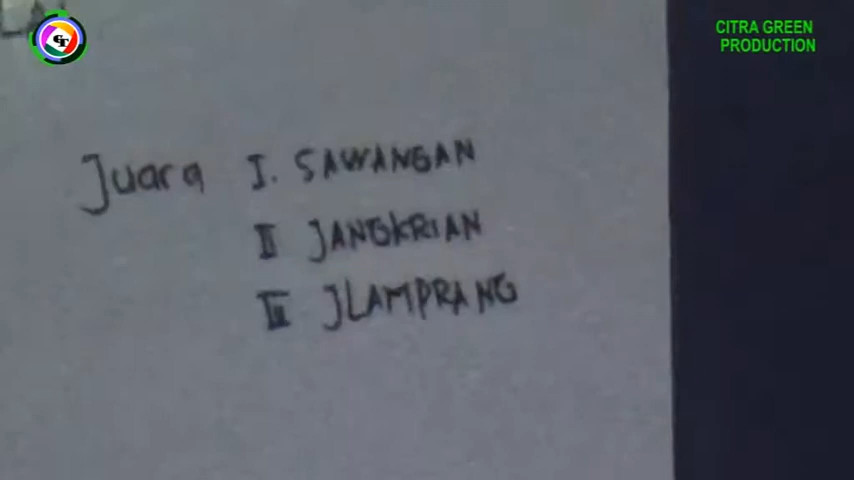 CITRA GREEN
PRODUCTION
Juara I. SAWANGAN
II JANGKRIAN
III JLAMPRANG